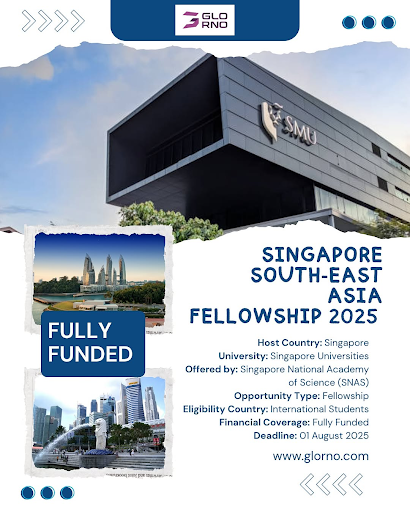 GLO
RNO
SMU
SINGAPORE
SOUTH-EAST
ASIA
FELLOWSHIP 2025
FULLY
FUNDED
Host Country: Singapore
University: Singapore Universities
Offered by: Singapore National Academy
of Science (SNAS)
Opportunity Type: Fellowship
Eligibility Country: International Students
Financial Coverage: Fully Funded
Deadline: 01 August 2025
www.glorno.com